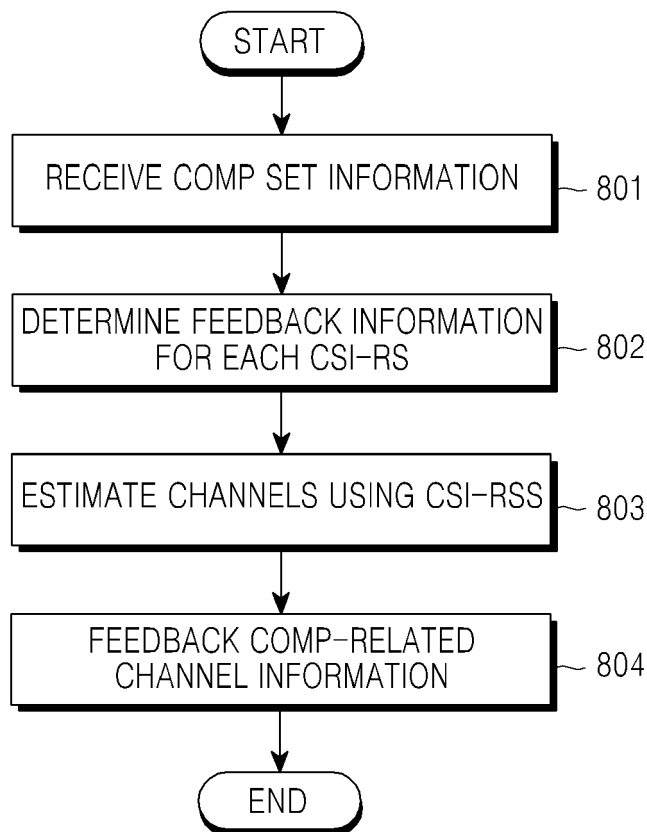 START
RECEIVE COMP SET INFORMATION
801
DETERMINE FEEDBACK INFORMATION
FOR EACH CSI-RS
802
ESTIMATE CHANNELS USING CSI-RSS
803
FEEDBACK COMP-RELATED
CHANNEL INFORMATION
804
END